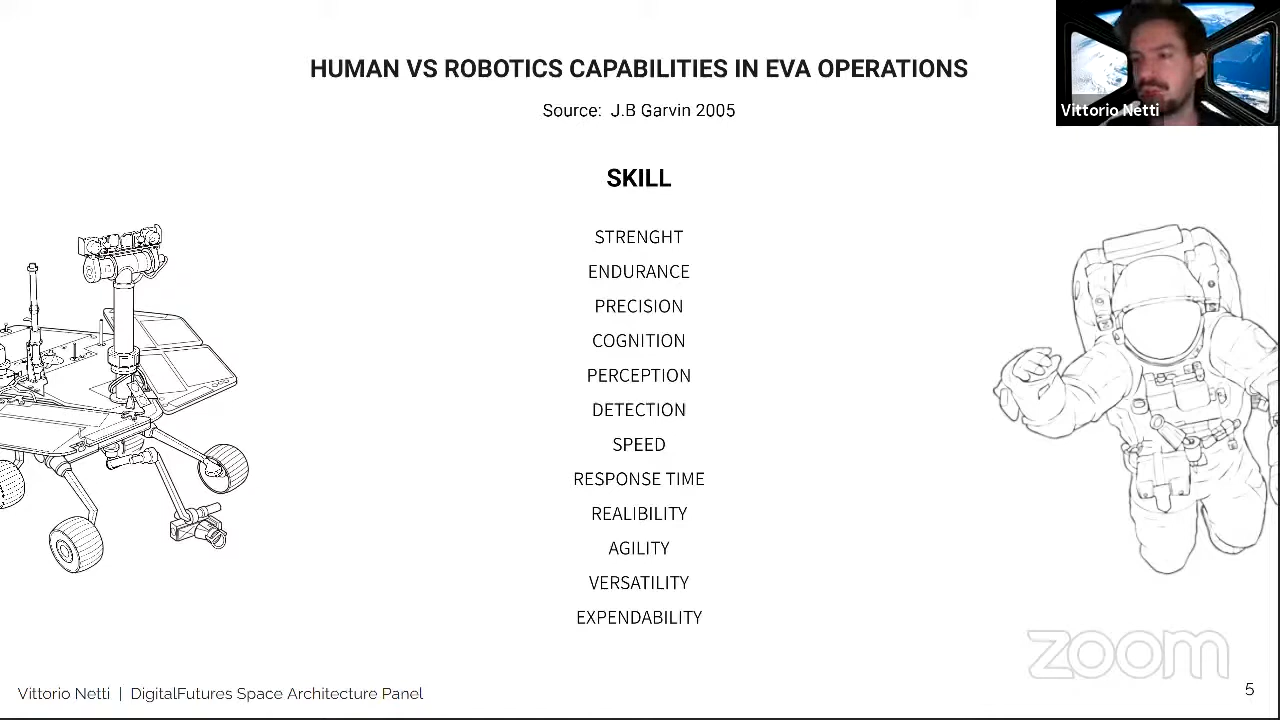 HUMAN VS ROBOTICS CAPABILITIES IN EVA OPERATIONS
Source: J.B Garvin 2005
Vittorio Netti
SKILL
STRENGHT
ENDURANCE
PRECISION
COGNITION
PERCEPTION
DETECTION
SPEED
RESPONSE TIME
REALIBILITY
AGILITY
VERSATILITY
EXPENDABILITY
zoom
Vittorio Netti | DigitalFutures Space Architecture Panel
5